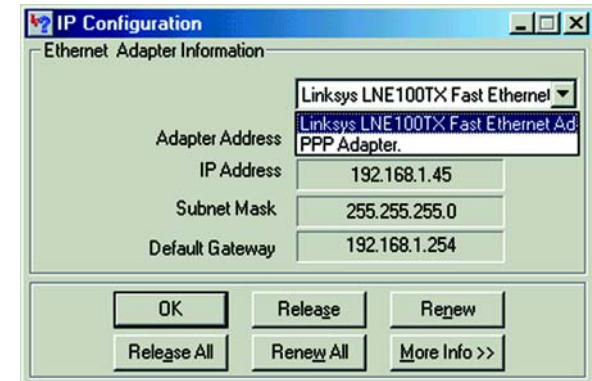 IP Configuration
Ethernet Adapter Information
Linksys LNE100TX Fast Ethernet
Linksys LNE100TX Fast Ethernet Ad
PPP Adapter.
Adapter Address
IP Address 192.168.1.45
Subnet Mask 255.255.255.0
Default Gateway 192.168.1.254
OK Release Renew
Release All Renew All More Info >>